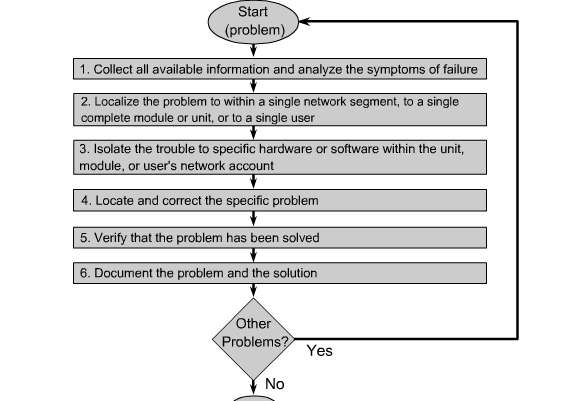 Start
(problem)
1. Collect all available information and analyze the symptoms of failure
2. Localize the problem to within a single network segment, to a single
complete module or unit, or to a single user
3. Isolate the trouble to specific hardware or software within the unit,
module, or user's network account
4. Locate and correct the specific problem
5. Verify that the problem has been solved
6. Document the problem and the solution
Other
Problems?
Yes
No